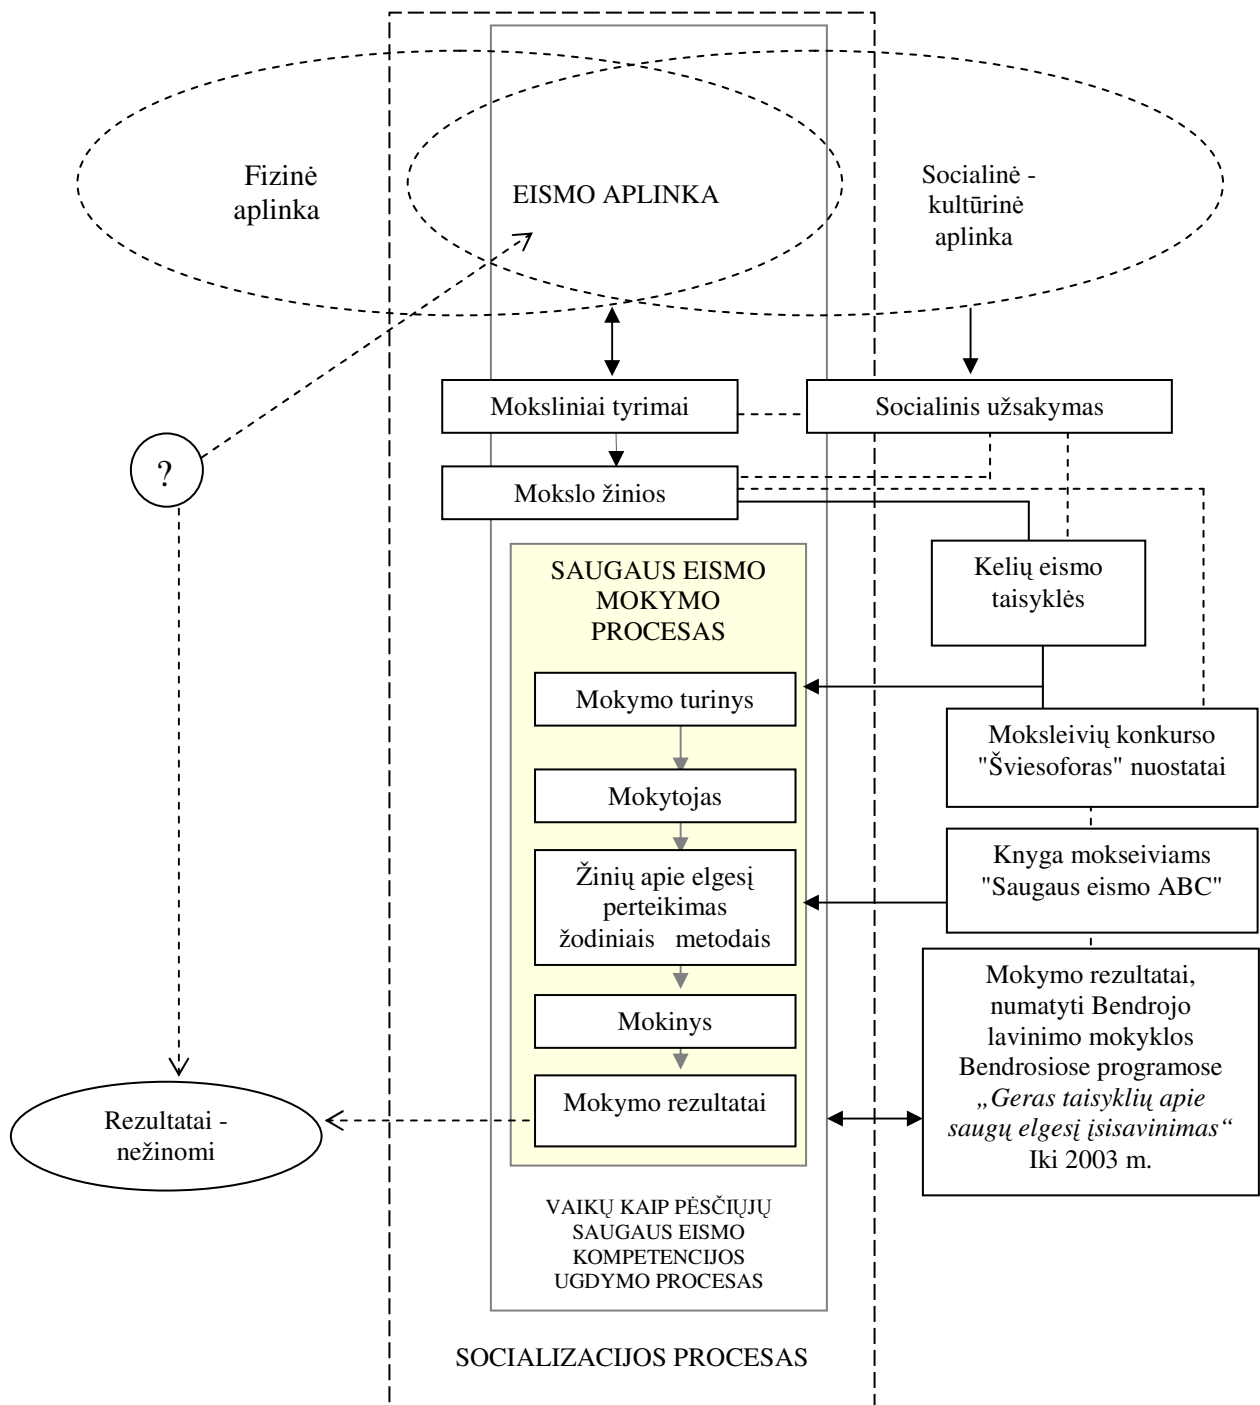 Fizinė
aplinka
EISMO APLINKA
Socialinė -
kultūrinė
aplinka
Moksliniai tyrimai
Socialinis užsakymas
?
Mokslo žinios
Kelių eismo
taisyklės
SAUGAUS EISMO
MOKYMO
PROCESAS
Mokymo turinys
Moksleivių konkurso
"Šviesoforas" nuostatai
Mokytojas
Knyga mokseiviams
"Saugaus eismo ABC"
Žinių apie elgesį
perteikimas
žodiniais metodais
Mokinys
Mokymo rezultatai
Mokymo rezultatai,
numatyti Bendrojo
lavinimo mokyklos
Bendrosiose programose
„Geras taisyklių apie
saugų elgesį įsisavinimas“
Iki 2003 m.
Rezultatai -
nežinomi
VAIKŲ KAIP PĖSČIŲJŲ
SAUGAUS EISMO
KOMPETENCIJOS
UGDYMO PROCESAS
SOCIALIZACIJOS PROCESAS